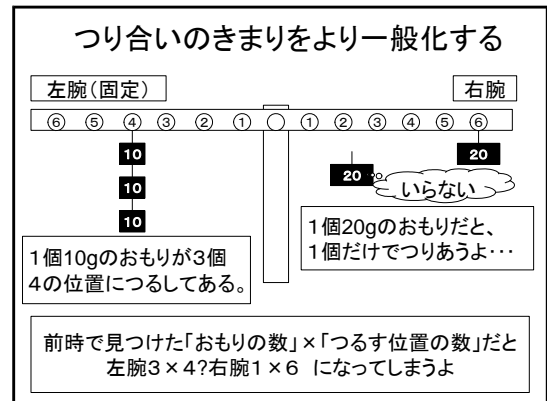 つり合いのきまりをより一般化する
左腕（固定）
右腕
⑥ ⑤ ④ ③ ② ① ① ② ③ ④ ⑤ ⑥
10
10
10
20
20
いらない
1個20gのおもりだと、
1個だけでつりあうよ・・・
1個10gのおもりが3個
4の位置につるしてある。
前時で見つけた「おもりの数」×「つるす位置の数」だと
左腕3×4?右腕1×6 になってしまうよ